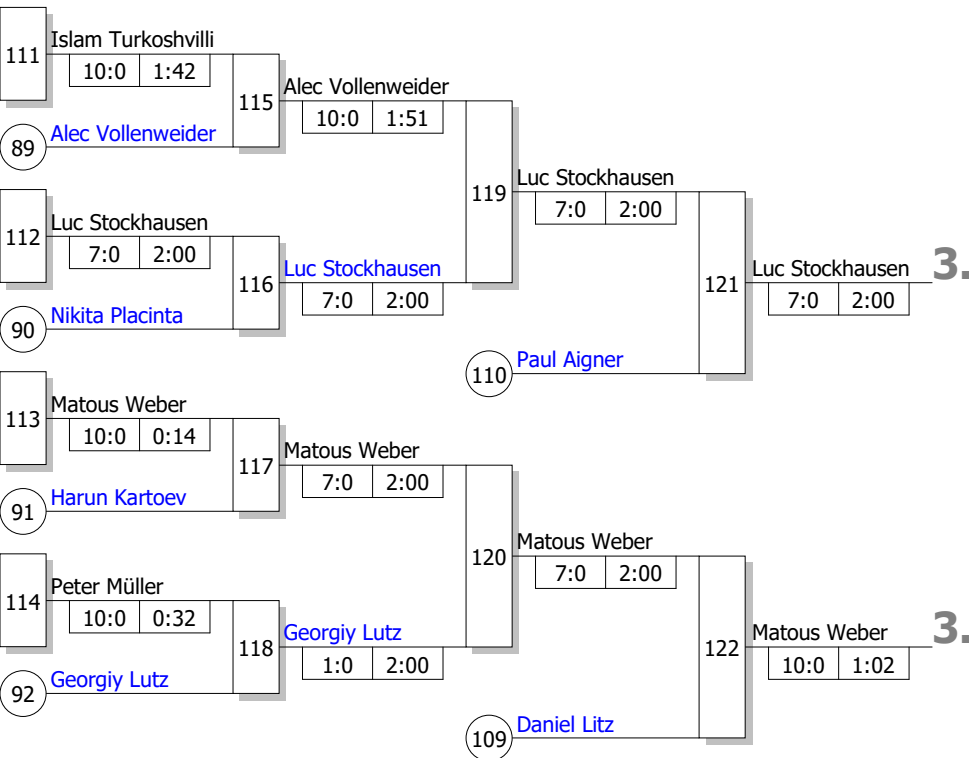 111
Islam Turkoshvilli
10:0 1:42
89
Alec Vollenweider
115
Alec Vollenweider
10:0 1:51
112
Luc Stockhausen
7:0 2:00
90
Nikita Placinta
116
Luc Stockhausen
7:0 2:00
119
Luc Stockhausen
7:0 2:00
110
Paul Aigner
121
Luc Stockhausen
7:0 2:00
3.
113
Matous Weber
10:0 0:14
91
Harun Kartoev
117
Matous Weber
7:0 2:00
114
Peter Müller
10:0 0:32
92
Georgiy Lutz
118
Georgiy Lutz
1:0 2:00
120
Matous Weber
7:0 2:00
109
Daniel Litz
122
Matous Weber
10:0 1:02
3.